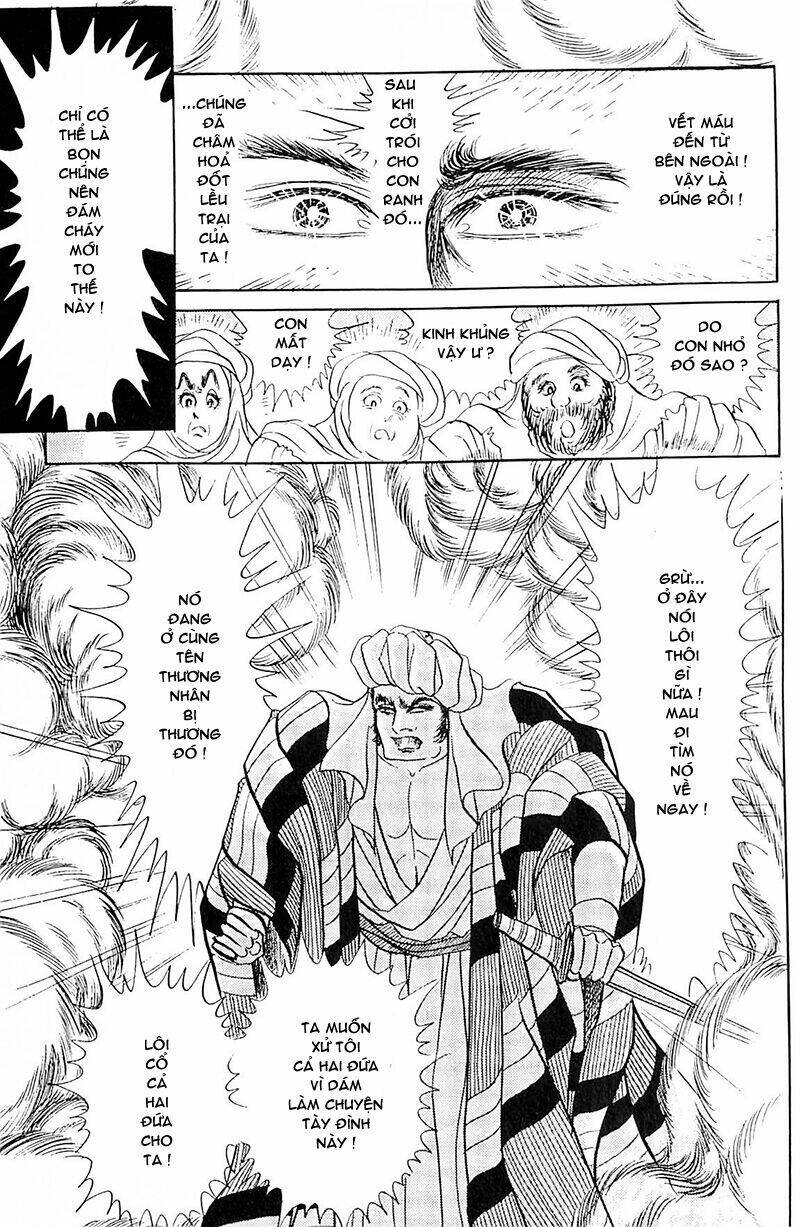 VẾT MÁU
ĐẾN TỪ
BÊN NGOÀI !
VẬY LÀ
ĐÚNG RỒI !
SAU
KHI
CỞI
TRÓI
CHO
CON
RANH
ĐÓ...
...CHÚNG
ĐÃ
CHÂM
HOẢ
ĐỐT
LỀU
TRẠI
CỦA
TA !
CHỈ CÓ
THỂ LÀ
BỌN
CHÚNG
NÊN
ĐÁM
CHÁY
MỚI
TO
THẾ
NÀY !
DO
CON NHỎ
ĐÓ SAO ?
KINH KHỦNG
VẬY Ư ?
CON
MẤT
DẠY !
GRỪ...
Ở ĐÂY
NÓI
LÔI
THÔI
GÌ
NỮA !
MAU
ĐI
TÌM
NÓ
VỀ
NGAY !
NÓ
ĐANG
Ở CÙNG
TÊN
THƯƠNG
NHÂN
BỊ
THƯƠNG
ĐÓ !
TA MUỐN
XỬ TỘI
CẢ HAI ĐỨA
VÌ DÁM
LÀM CHUYỆN
TÀY ĐÌNH
NÀY !
LÔI
CỔ
CẢ
HAI
ĐỨA
CHO
TA !